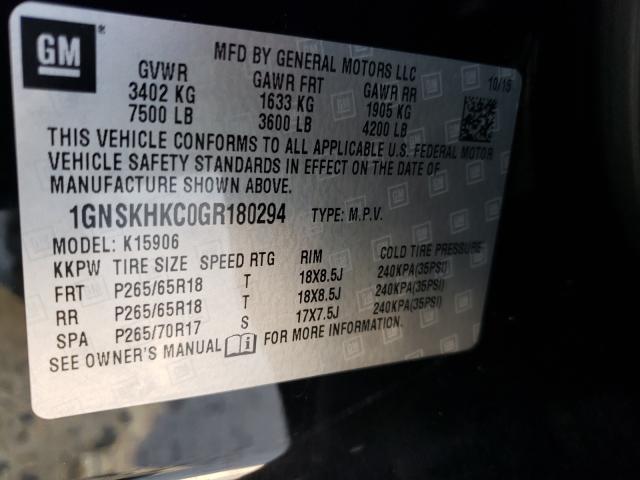 GM
MFD BY GENERAL MOTORS LLC
10/15
GVWR GAWR FRT GAWR RR
3402 KG 1633 KG 1905 KG
7500 LB 3600 LB 4200 LB
THIS VEHICLE CONFORMS TO ALL APPLICABLE U.S. FEDERAL MOTOR
VEHICLE SAFETY STANDARDS IN EFFECT ON THE DATE OF
MANUFACTURE SHOWN ABOVE.
1GNSKHKC0GR180294 TYPE: M.P.V.
MODEL: K15906
KKPW TIRE SIZE SPEED RTG RIM COLD TIRE PRESSURE
FRT P265/65R18 T 18X8.5J 240KPA(35PSI)
RR P265/65R18 T 18X8.5J 240KPA(35PSI)
SPA P265/70R17 S 17X7.5J 240KPA(35PSI)
SEE OWNER'S MANUAL i FOR MORE INFORMATION.